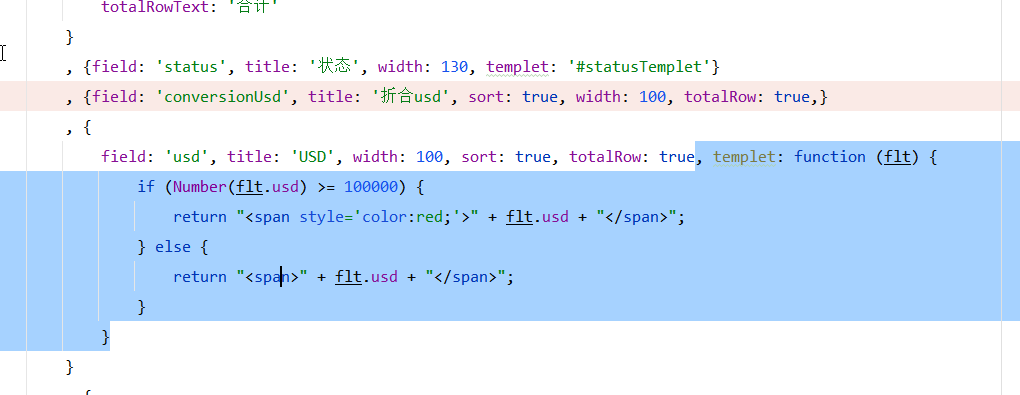 totalRowText: '合计'
}
, {field: 'status', title: '状态', width: 130, templet: '#statusTemplet'}
, {field: 'conversionUsd', title: '折合usd', sort: true, width: 100, totalRow: true,}
, {
field: 'usd', title: 'USD', width: 100, sort: true, totalRow: true, templet: function (flt) {
if (Number(flt.usd) >= 100000) {
return "<span style='color:red;'>" + flt.usd + "</span>";
} else {
return "<span>" + flt.usd + "</span>";
}
}
}
{